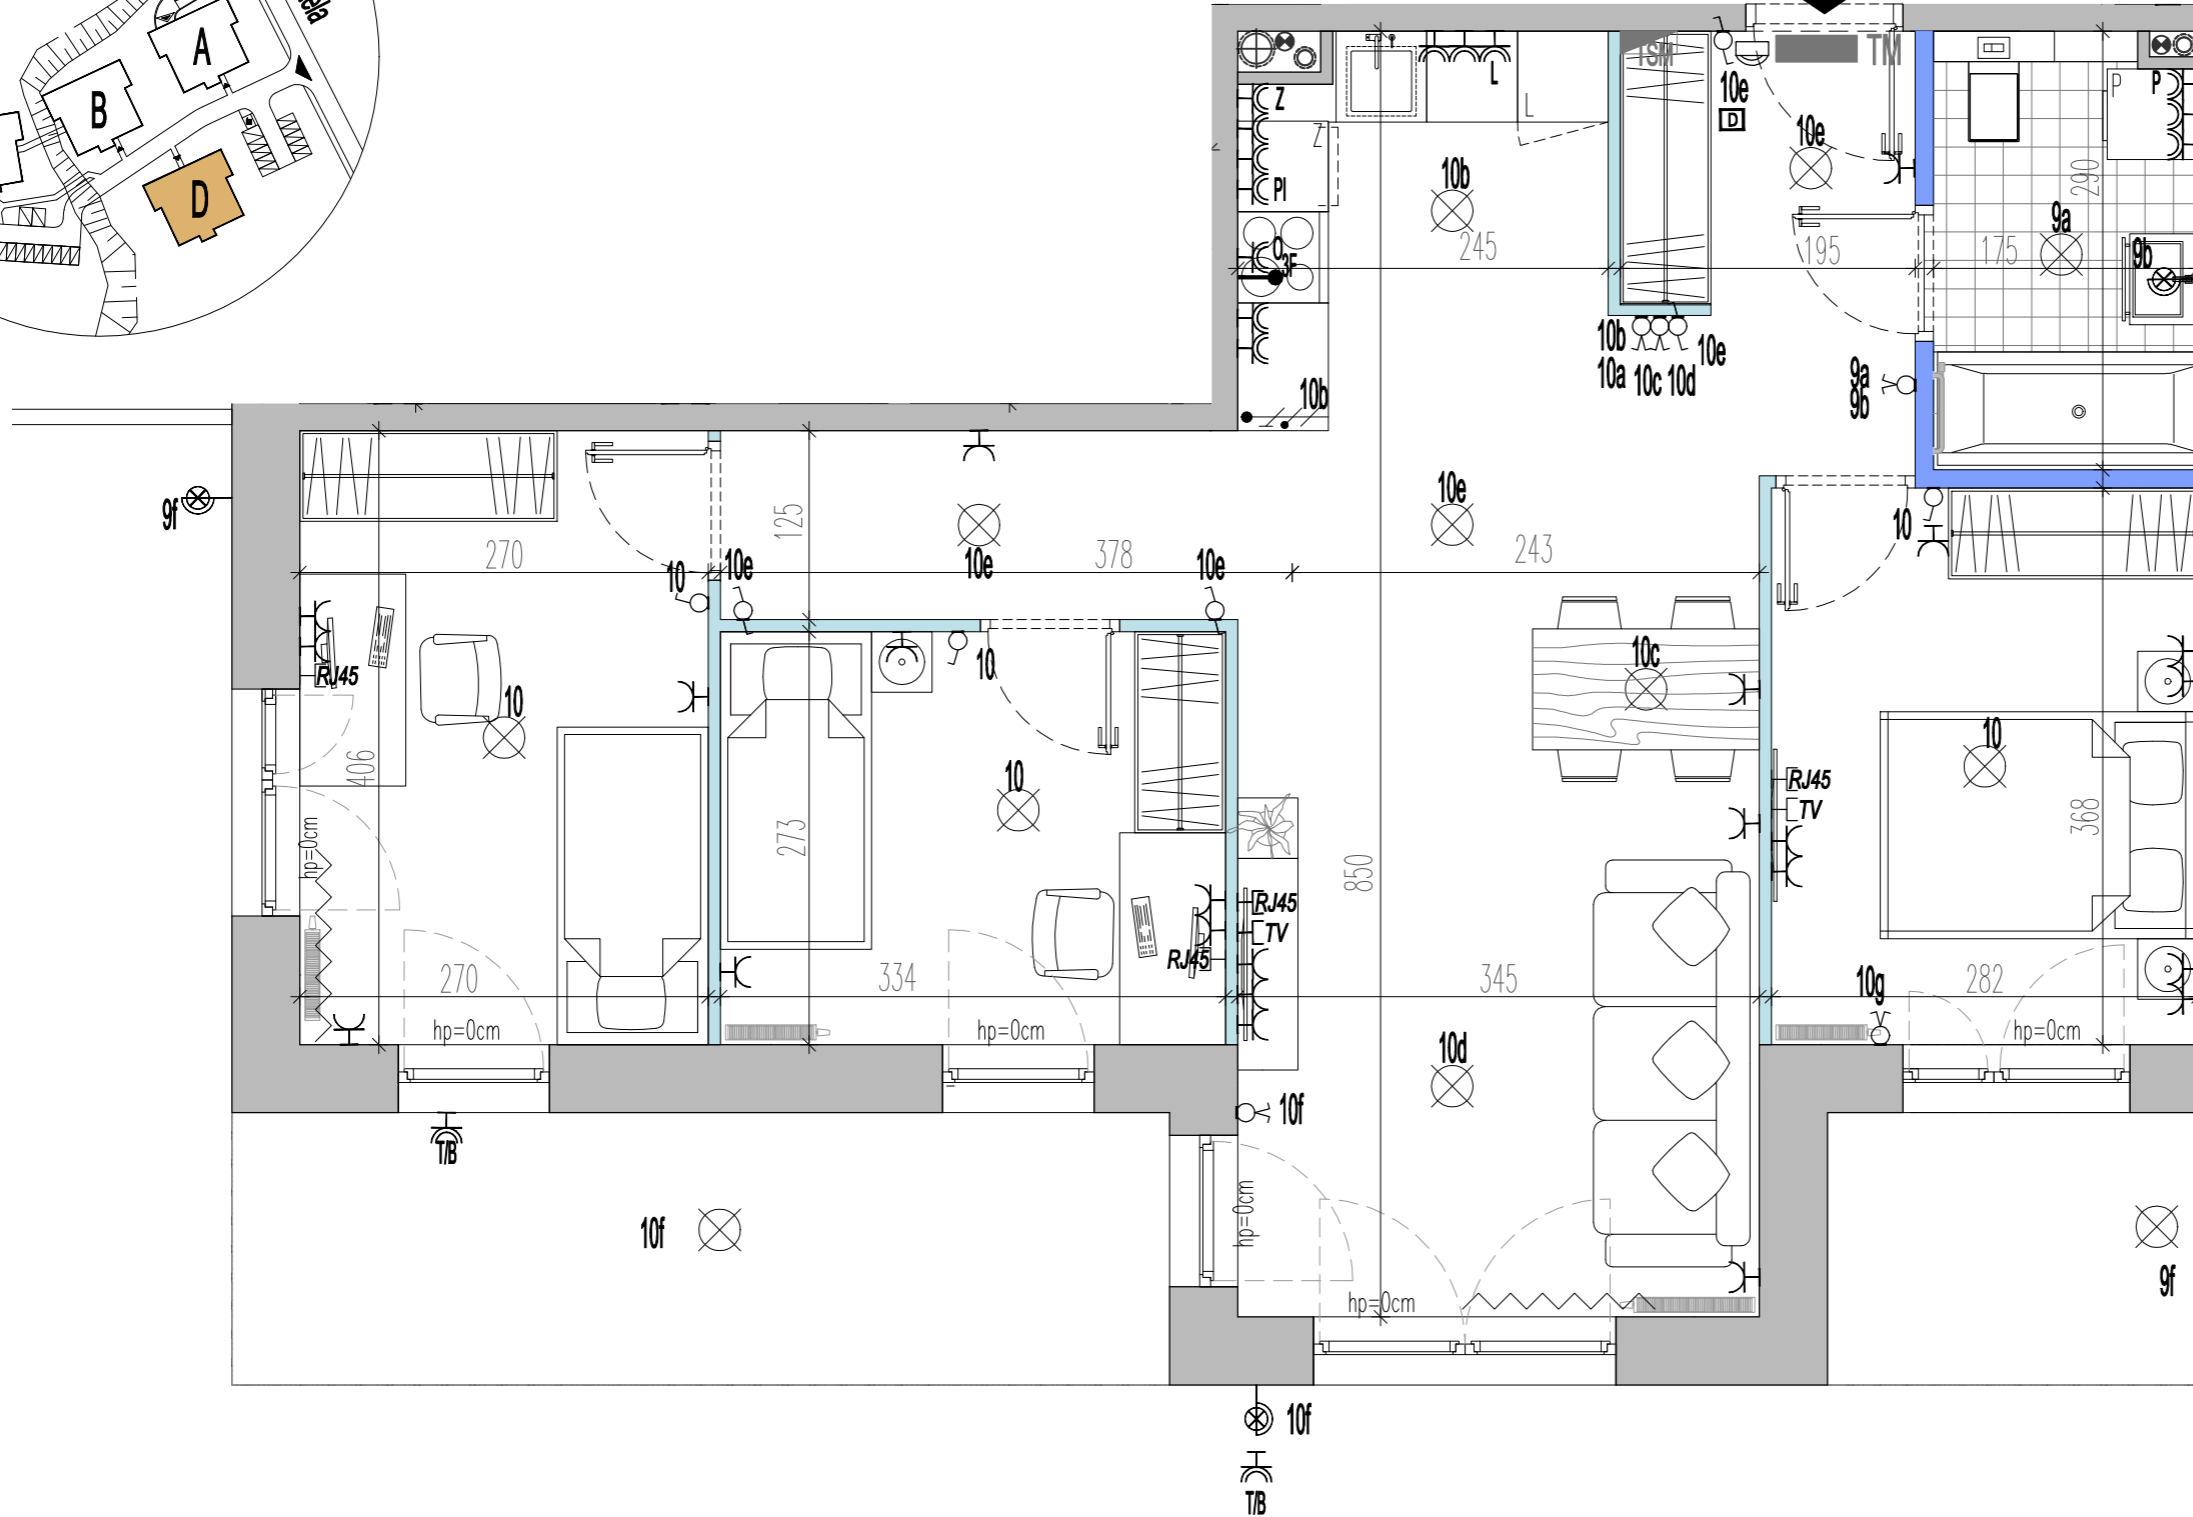 A
B
D
L
Z
Z
L
PI
O
3F
10b
245
10b
TSM
TM
10e
D
10e
195
175
9a
9b
290
P
P
10b
10a
10c
10d
10e
9a
9b
9f
270
125
378
243
10e
10e
10
10e
10e
10
RJ45
10
406
hp=0cm
10
10
273
10c
RJ45
TV
10
368
850
RJ45
TV
RJ45
270
334
345
282
10g
hp=0cm
hp=0cm
hp=0cm
10d
10f
T/B
hp=0cm
10f
hp=0cm
9f
10f
T/B